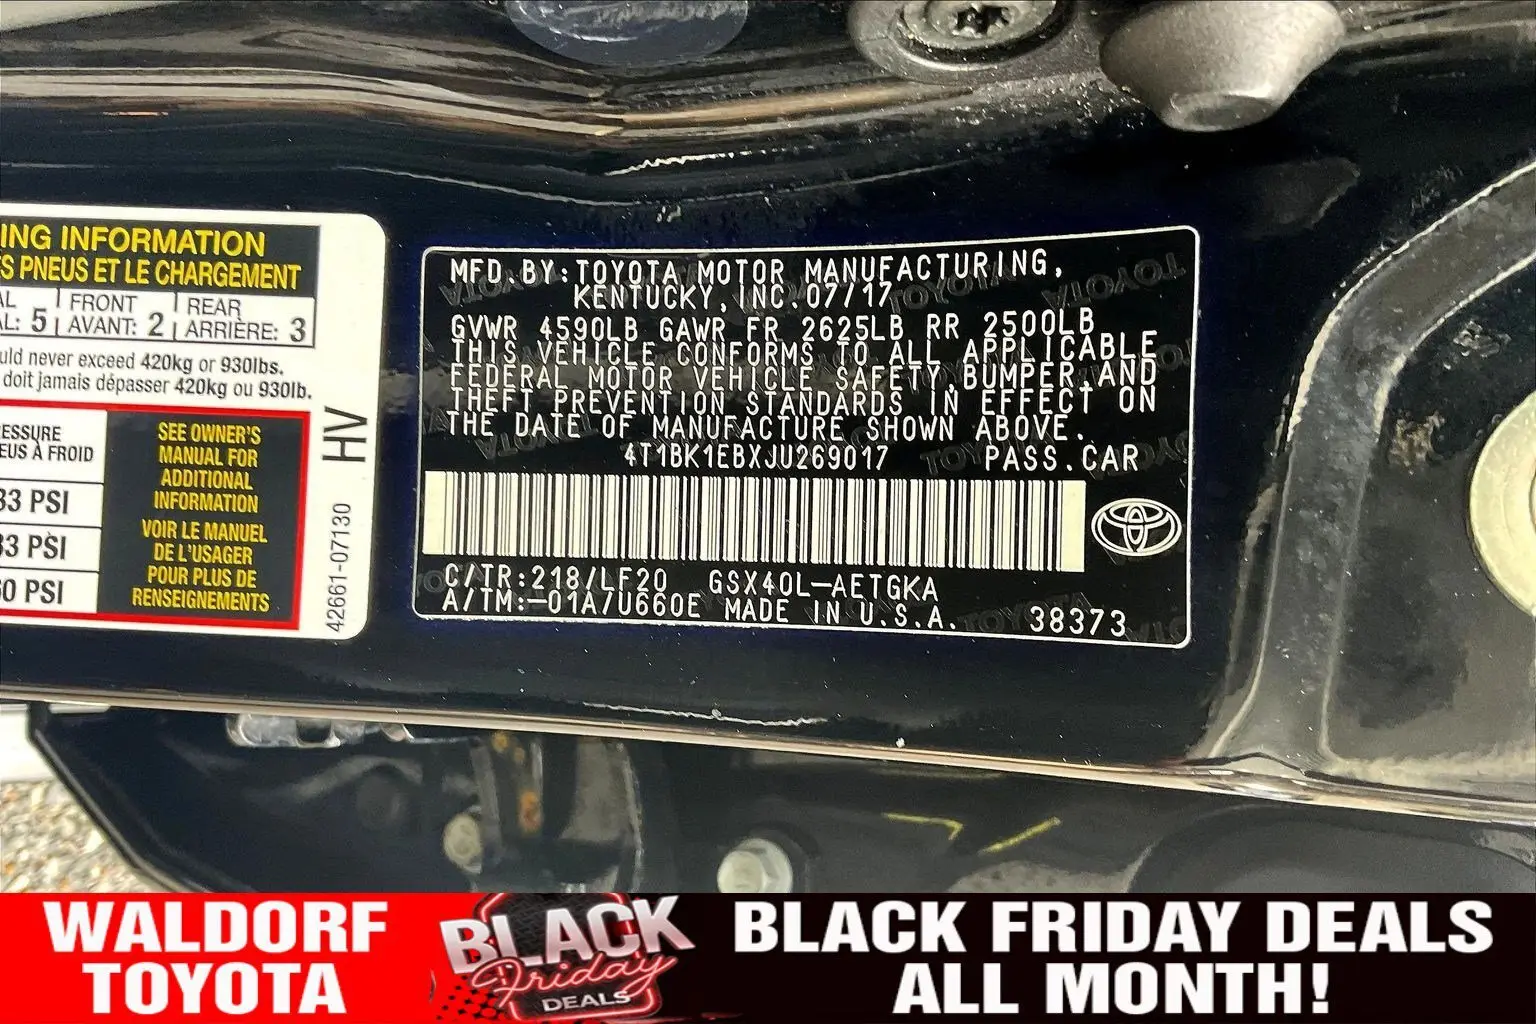 ING INFORMATION
S PNEUS ET LE CHARGEMENT
AL | FRONT | REAR
AL: 5 | AVANT: 2 | ARRIÈRE: 3
uld never exceed 420kg or 930lbs.
doit jamais dépasser 420kg ou 930lb.
ESSURE
EUS À FROID
33 PSI
33 PSI
60 PSI
SEE OWNER'S
MANUAL FOR
ADDITIONAL
INFORMATION
VOIR LE MANUEL
DE L'USAGER
POUR PLUS DE
RENSEIGNEMENTS
HV
42661-07130
MFD.BY:TOYOTA MOTOR MANUFACTURING,
KENTUCKY, INC.07/17
GVWR 4590LB GAWR FR 2625LB RR 2500LB
THIS VEHICLE CONFORMS TO ALL APPLICABLE
FEDERAL MOTOR VEHICLE SAFETY,BUMPER,AND
THEFT PREVENTION STANDARDS IN EFFECT ON
THE DATE OF MANUFACTURE SHOWN ABOVE.
4T1BK1EBXJU269017 PASS.CAR
C/TR:218/LF20 GSX40L-AETGKA
A/TM:-01A/U660E MADE IN U.S.A. 38373
WALDORF
TOYOTA
BLACK
Friday
DEALS
BLACK FRIDAY DEALS
ALL MONTH!